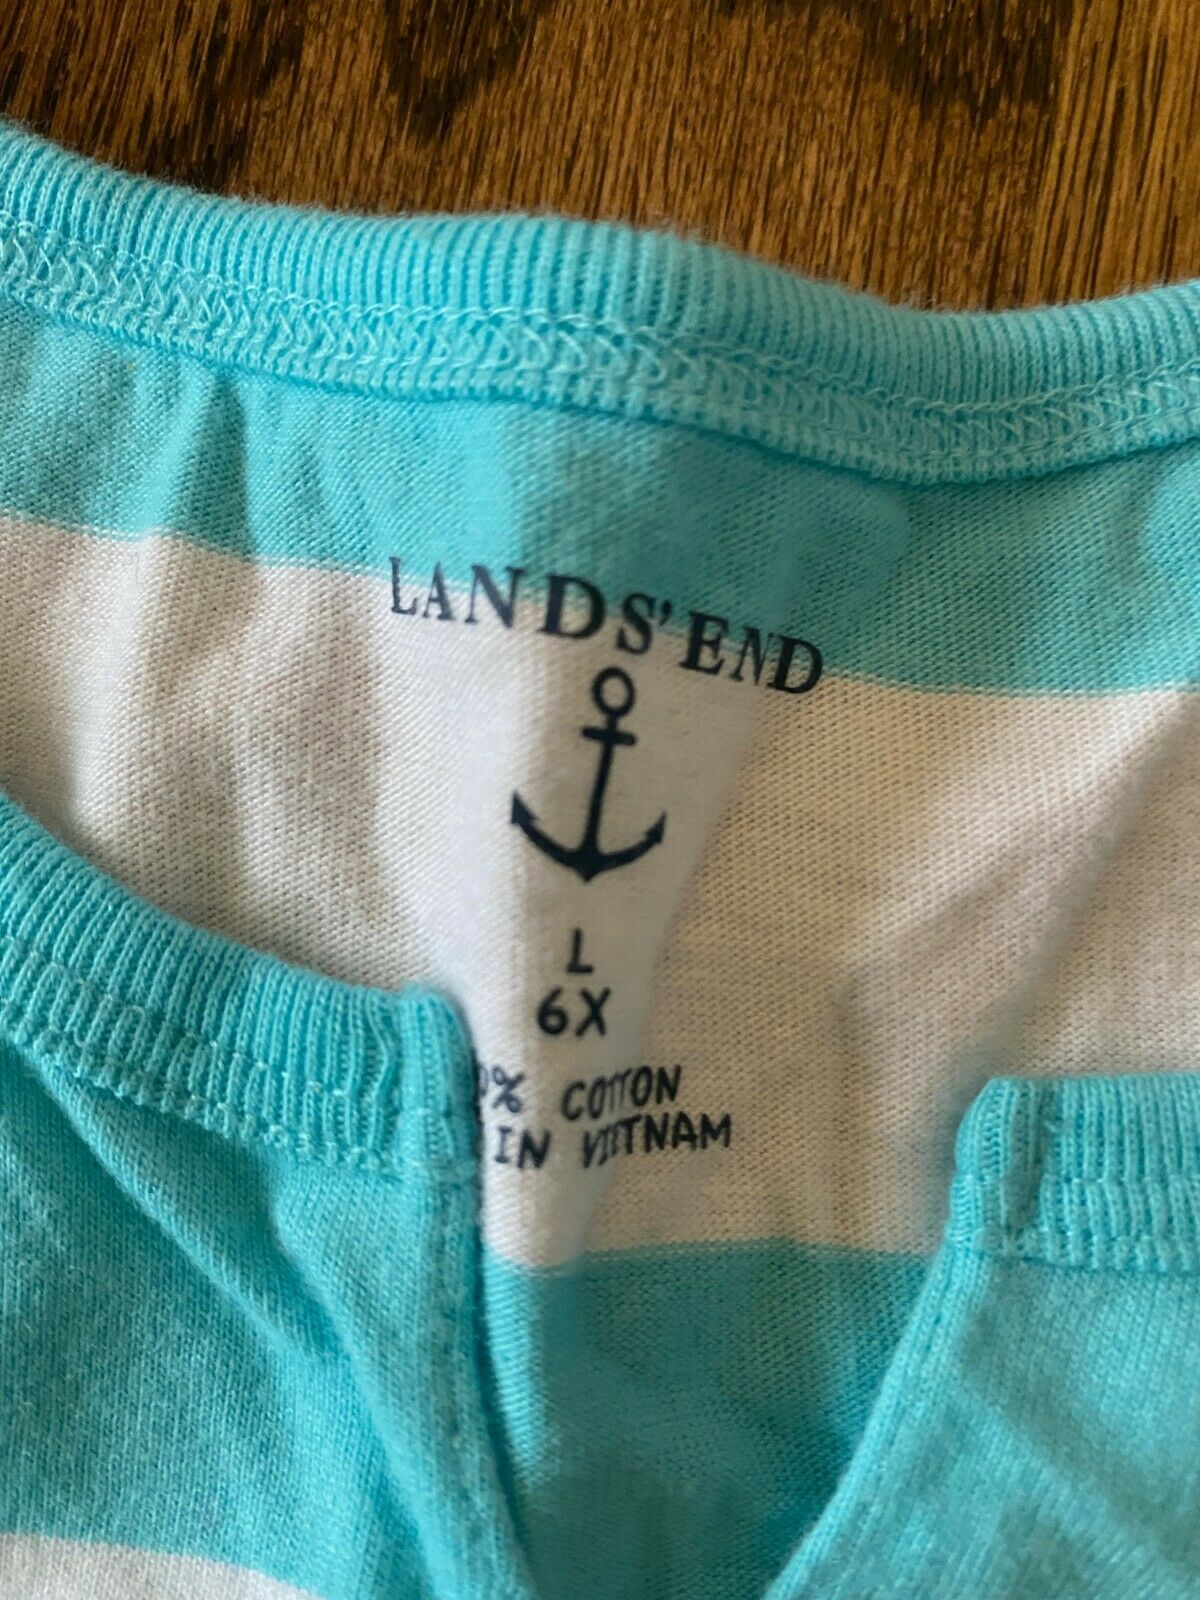 LANDS' END
L
6X
% COTTON
IN VIETNAM